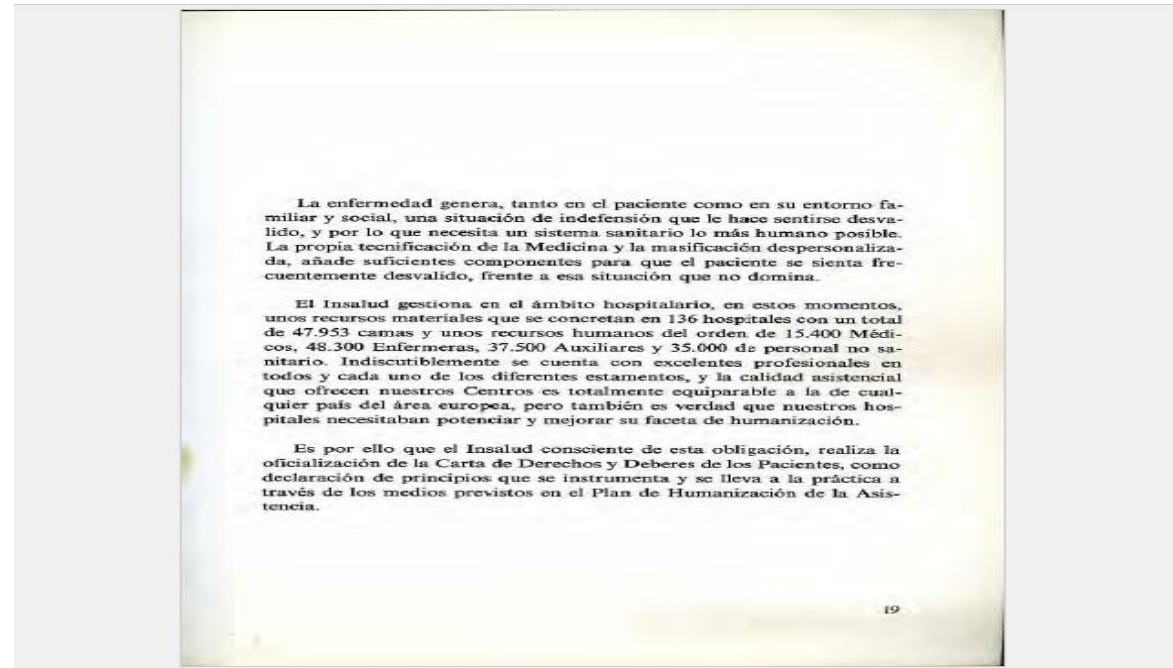 La enfermedad genera, tanto en el paciente como en su entorno fa-
miliar y social, una situación de indefensión que le hace sentirse desva-
lido, y por lo que necesita un sistema sanitario lo más humano posible.
La propia tecnificación de la Medicina y la masificación despersonaliza-
da, añade suficientes componentes para que el paciente se sienta fre-
cuentemente desvalido, frente a esa situación que no domina.
El Insalud gestiona en el ámbito hospitalario, en estos momentos,
unos recursos materiales que se concretan en 136 hospitales con un total
de 47.953 camas y unos recursos humanos del orden de 15.400 Médi-
cos, 48.300 Enfermeras, 37.500 Auxiliares y 35.000 de personal no sa-
nitario. Indiscutiblemente se cuenta con excelentes profesionales en
todos y cada uno de los diferentes estamentos, y la calidad asistencial
que ofrecen nuestros Centros es totalmente equiparable a la de cual-
quier país del área europea, pero también es verdad que nuestros hos-
pitales necesitaban potenciar y mejorar su faceta de humanización.
Es por ello que el Insalud consciente de esta obligación, realiza la
oficialización de la Carta de Derechos y Deberes de los Pacientes, como
declaración de principios que se instrumenta y se lleva a la práctica a
través de los medios previstos en el Plan de Humanización de la Asis-
tencia.
19